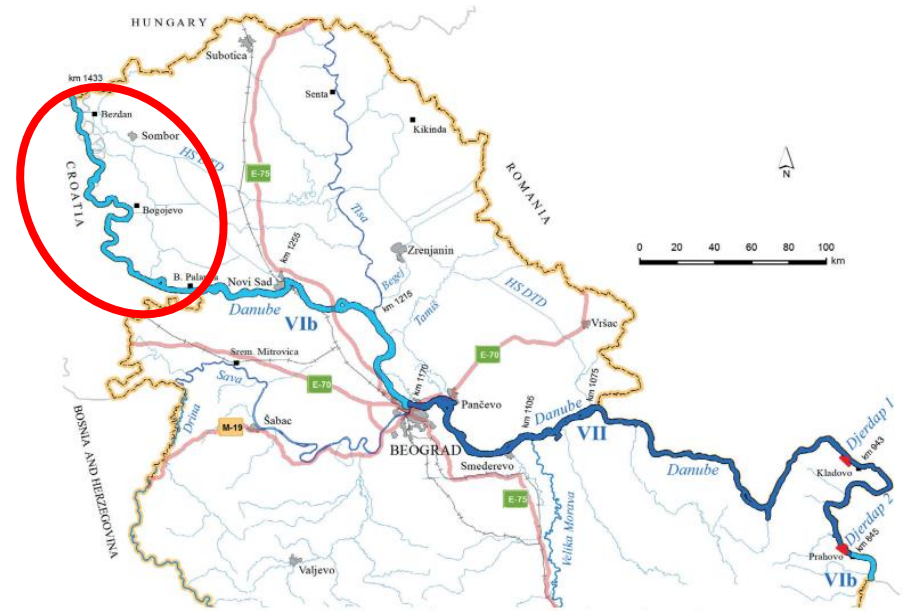 HUNGARY
Subotica
km 1433
Senta
Bezdan
Kikinda
Sombor
HS DTD
E-75
ROMANIA
N
CROATIA
Bogojevo
Tisa
0 20 40 60 80 100
km
km 1255
Zrenjanin
B. Palanka
Novi Sad
Begej
km 1215
HS DTD
Danube
VIb
Tamiš
Vršac
Srem. Mitrovica
E-70
km 1170
km 1075
Sava
E-70
Pančevo
km 1105
Danube
Drina
Šabac
VII
Djerdap 1
M-19
BEOGRAD
km 943
Smederevo
Danube
Kladovo
BOSNIA AND HERZEGOVINA
E-75
Velika Morava
Djerdap 2
km 845
Prahovo
Valjevo
VIb